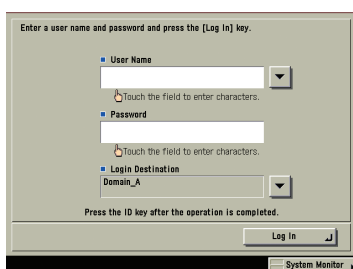 Enter a user name and password and press the [Log In] key.
User Name
Touch the field to enter characters.
Password
Touch the field to enter characters.
Login Destination
Domain_A
Press the ID key after the operation is completed.
Log In
System Monitor